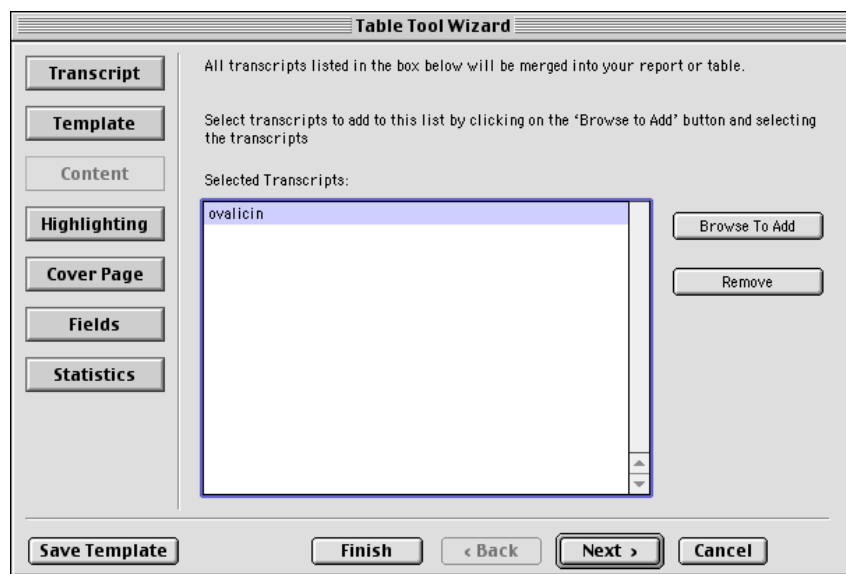 Table Tool Wizard
Transcript
Template
Content
Highlighting
Cover Page
Fields
Statistics
All transcripts listed in the box below will be merged into your report or table.
Select transcripts to add to this list by clicking on the ‘Browse to Add’ button and selecting
the transcripts
Selected Transcripts:
ovalicin
Browse To Add
Remove
Save Template
Finish
‹ Back
Next ›
Cancel